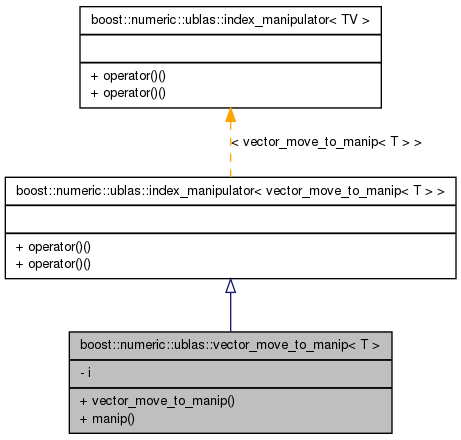 boost::numeric::ublas::index_manipulator< TV >
+ operator()()
+ operator()()
< vector_move_to_manip< T > >
boost::numeric::ublas::index_manipulator< vector_move_to_manip< T > >
+ operator()()
+ operator()()
boost::numeric::ublas::vector_move_to_manip< T >
- i
+ vector_move_to_manip()
+ manip()